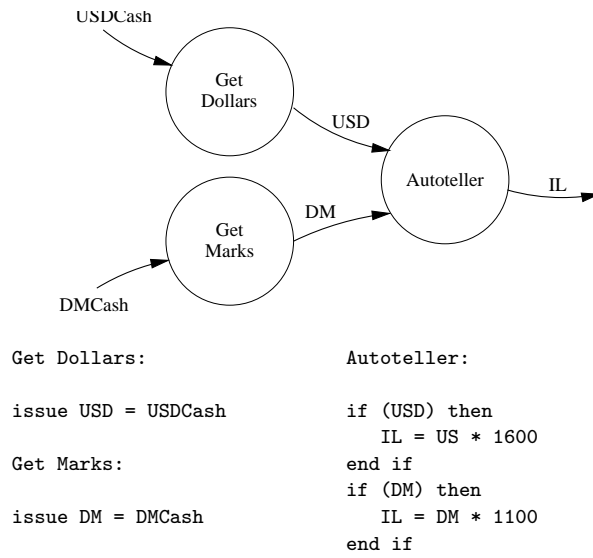 USDCash
Get
Dollars
USD
Autoteller
IL
DM
Get
Marks
DMCash
Get Dollars:
issue USD = USDCash
Get Marks:
issue DM = DMCash
Autoteller:
if (USD) then
IL = US * 1600
end if
if (DM) then
IL = DM * 1100
end if